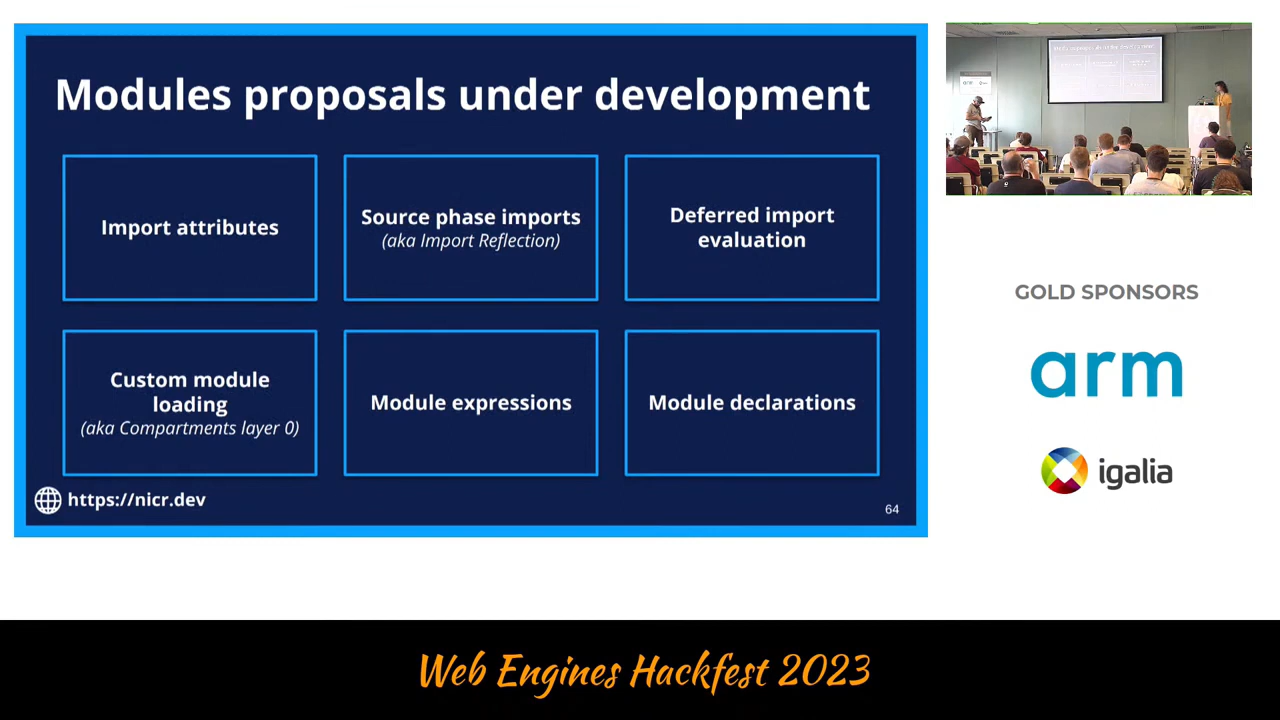 Modules proposals under development
Import attributes
Source phase imports
(aka Import Reflection)
Deferred import
evaluation
Custom module
loading
(aka Compartments layer 0)
Module expressions
Module declarations
https://nicr.dev
64
GOLD SPONSORS
arm
igalia
Web Engines Hackfest 2023